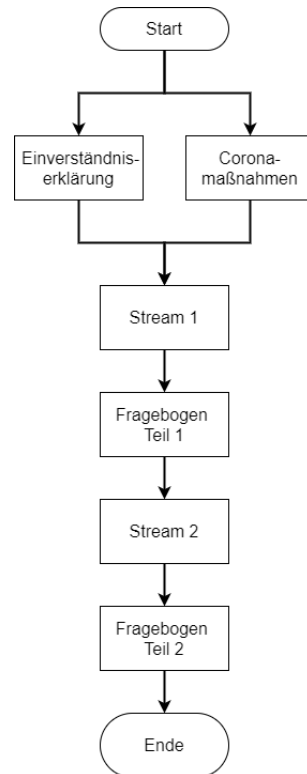 Start
Einverständnis-
erklärung
Corona-
maßnahmen
Stream 1
Fragebogen
Teil 1
Stream 2
Fragebogen
Teil 2
Ende